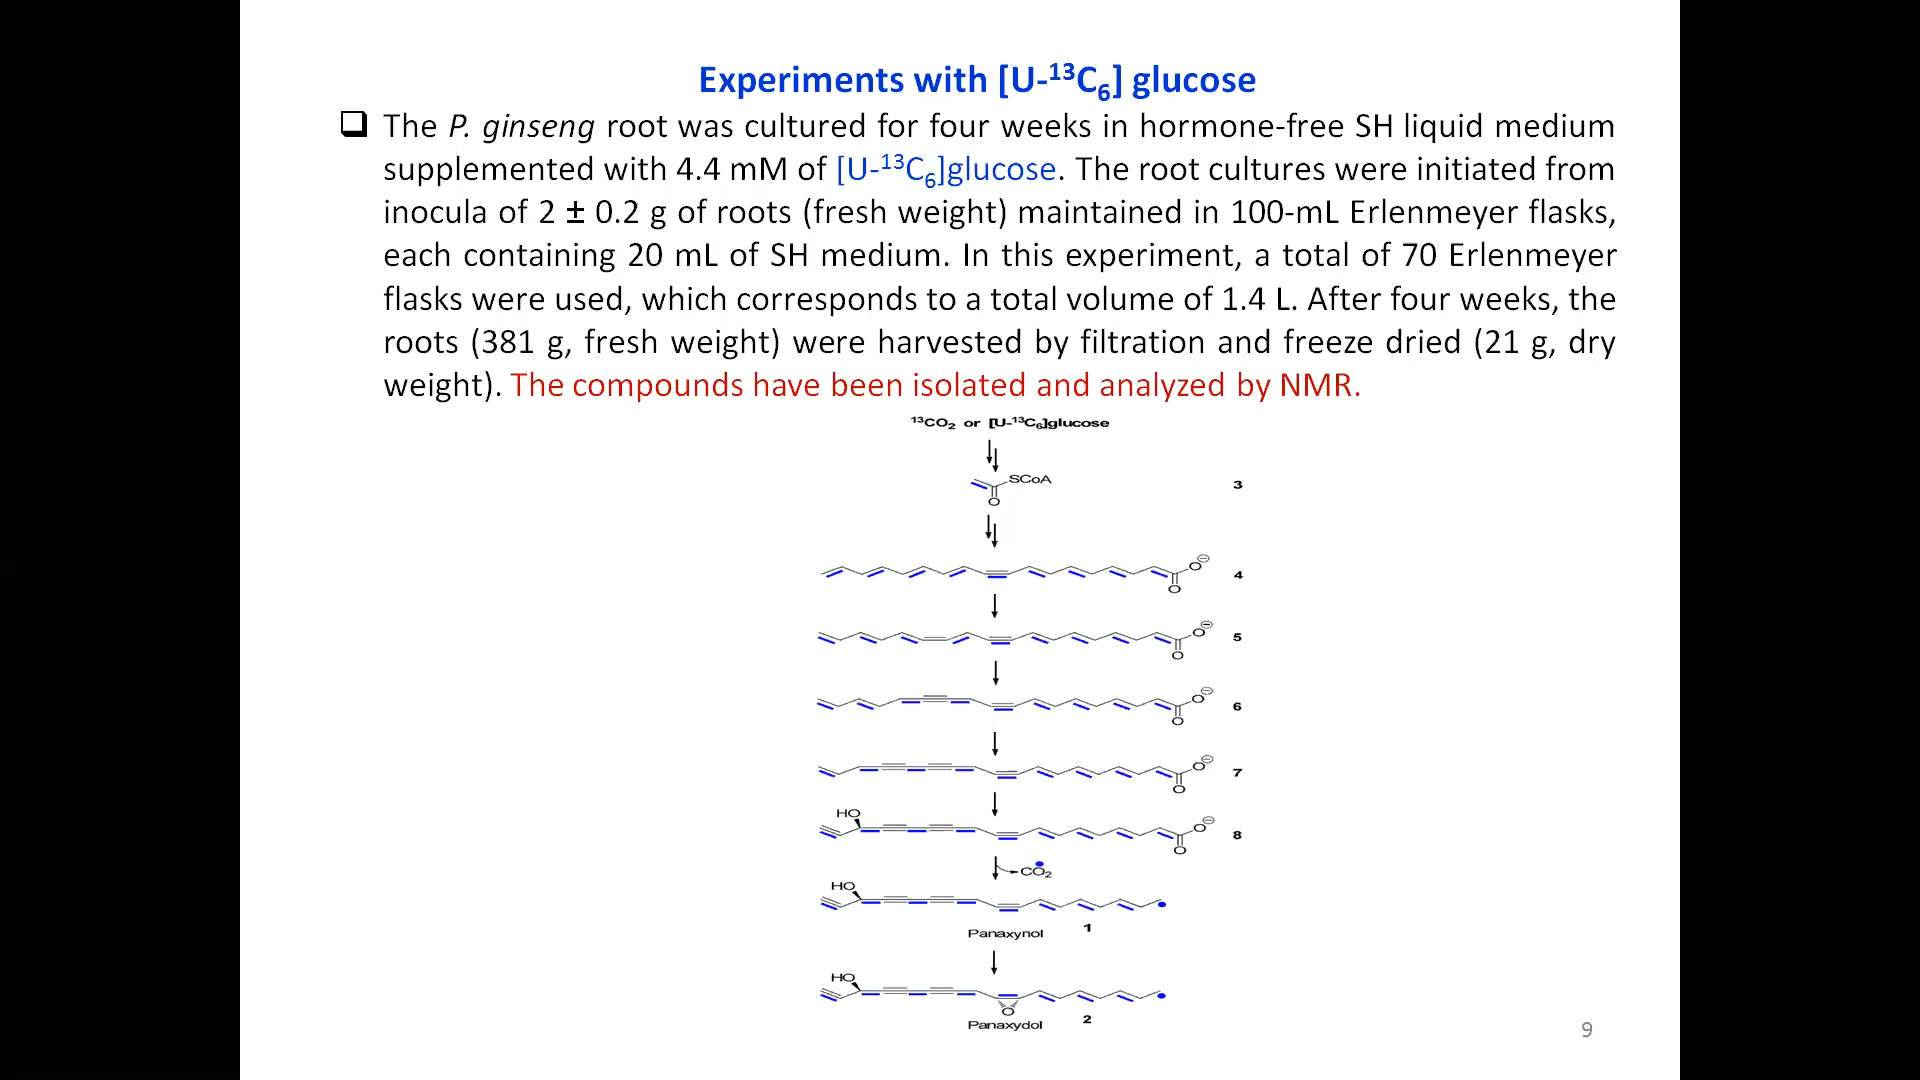 Experiments with [U-¹³C₆] glucose
❑ The P. ginseng root was cultured for four weeks in hormone-free SH liquid medium
supplemented with 4.4 mM of [U-¹³C₆]glucose. The root cultures were initiated from
inocula of 2 ± 0.2 g of roots (fresh weight) maintained in 100-mL Erlenmeyer flasks,
each containing 20 mL of SH medium. In this experiment, a total of 70 Erlenmeyer
flasks were used, which corresponds to a total volume of 1.4 L. After four weeks, the
roots (381 g, fresh weight) were harvested by filtration and freeze dried (21 g, dry
weight). The compounds have been isolated and analyzed by NMR.
¹³CO₂ or [U-¹³C₆]glucose
SCoA
O
3
O⊖
O
4
O⊖
O
5
O⊖
O
6
O⊖
O
7
HO
O⊖
O
8
CO₂
HO
1
Panaxynol
HO
O
2
Panaxydol
9